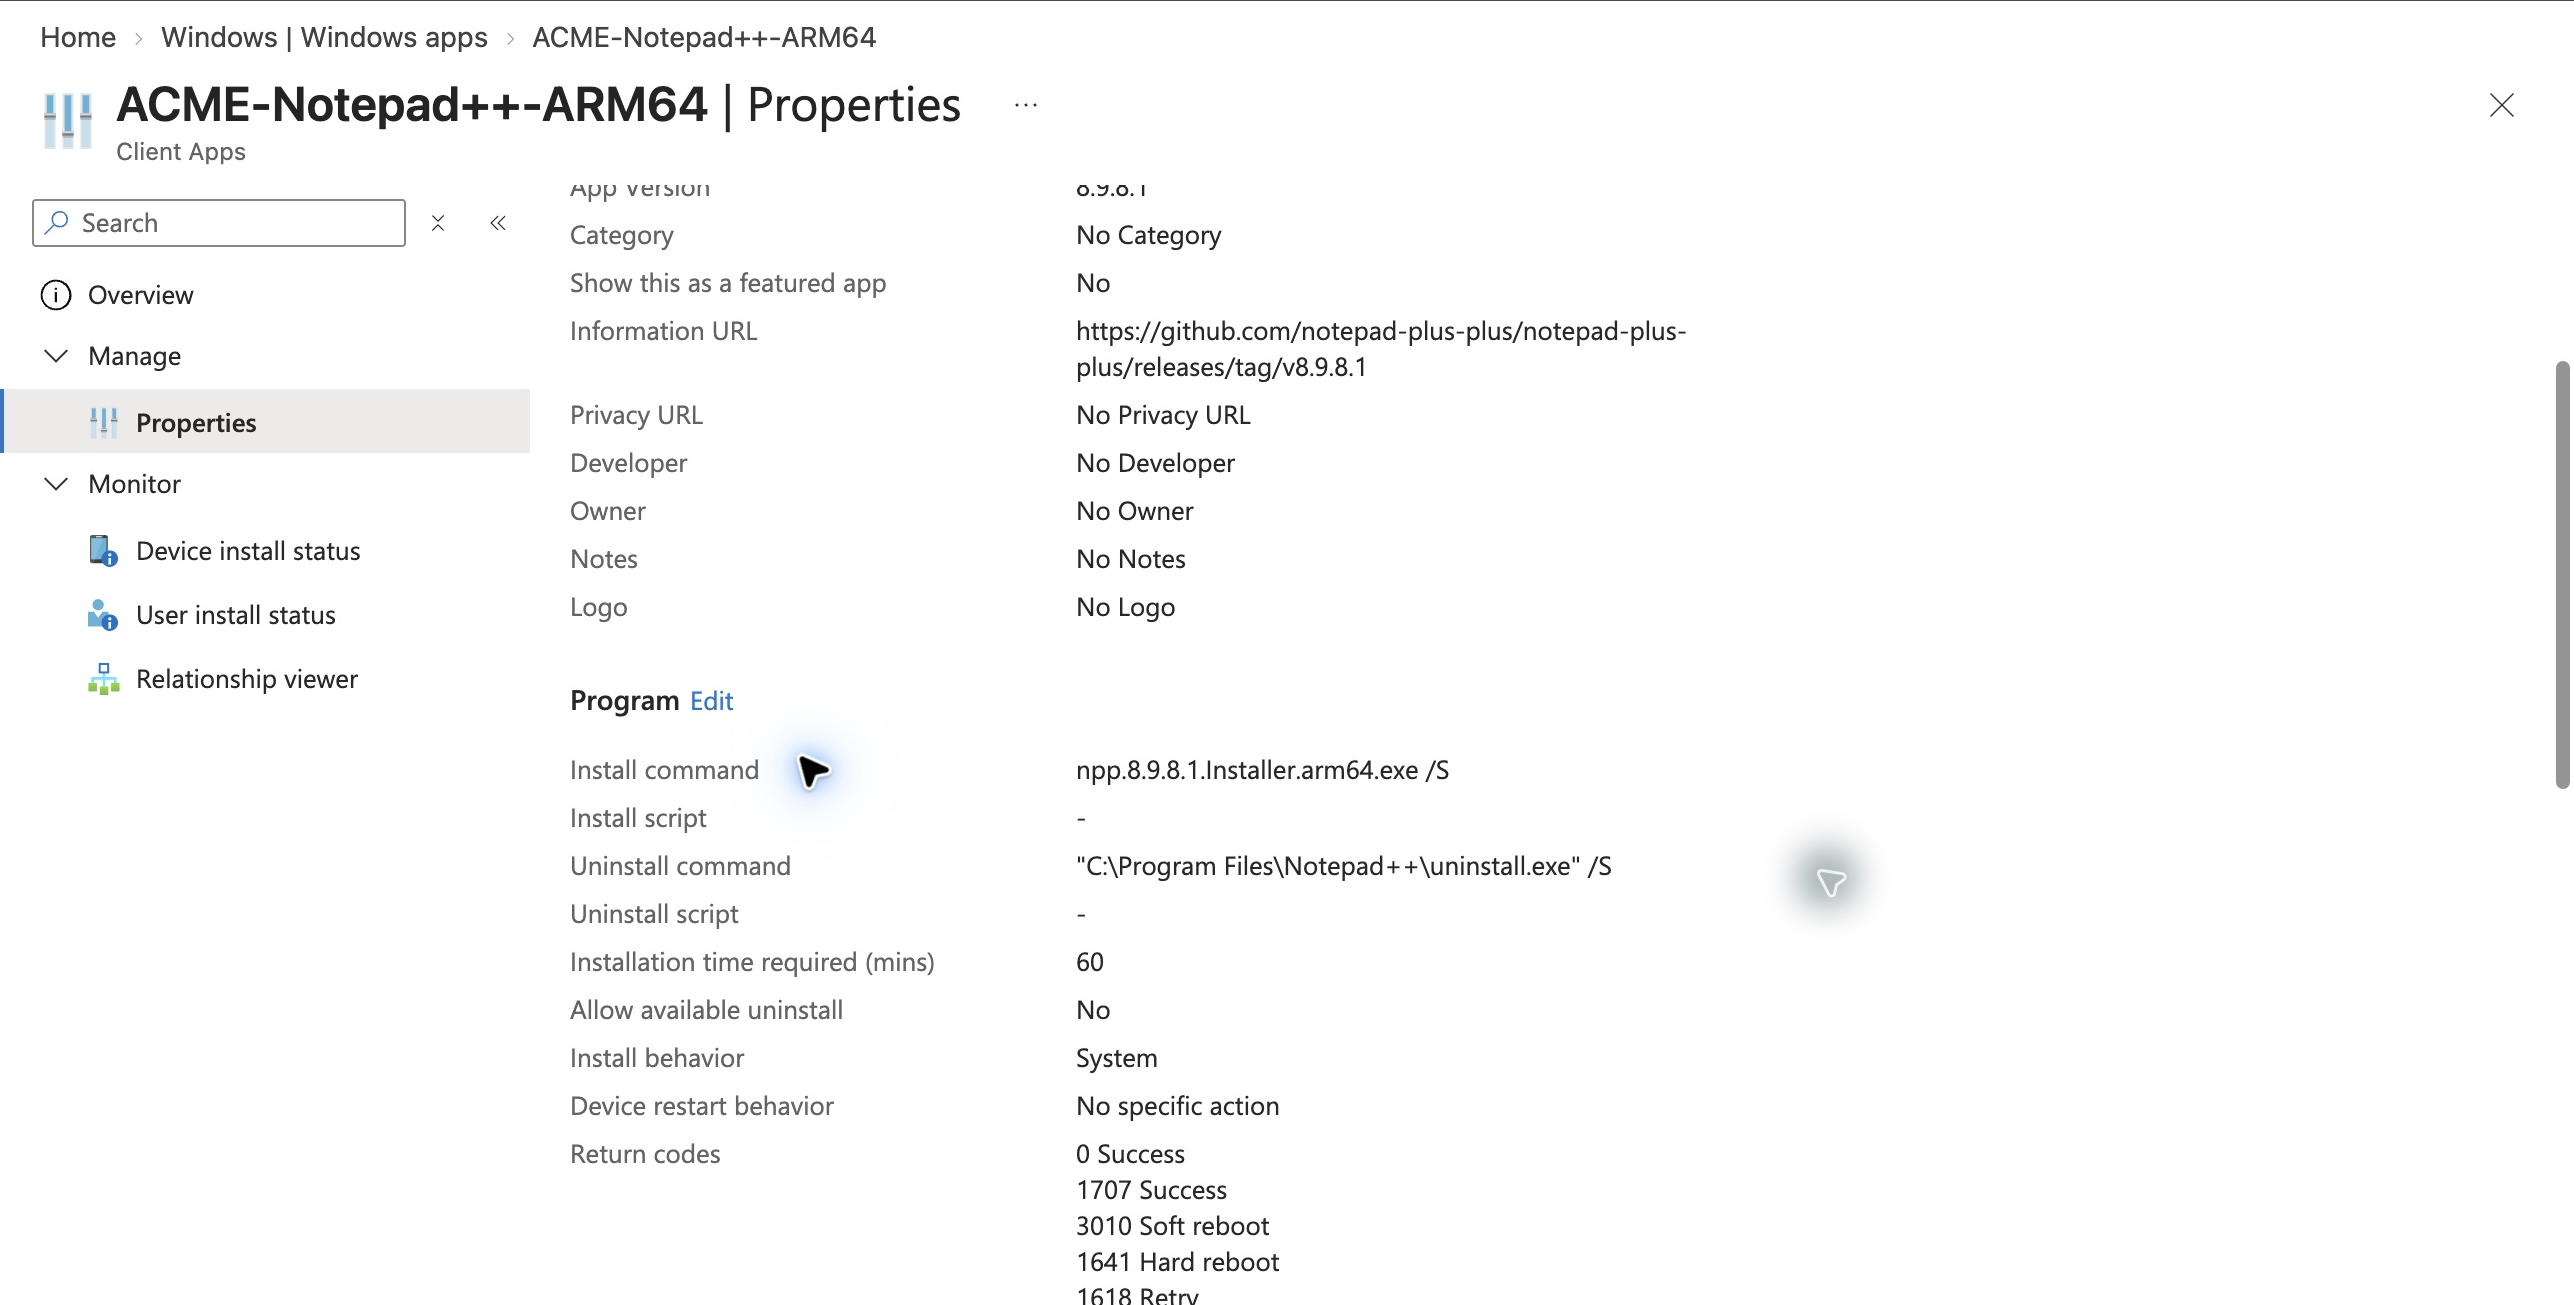 Home > Windows | Windows apps > ACME-Notepad++-ARM64
ACME-Notepad++-ARM64 | Properties ...
Client Apps
Search
Overview
Manage
Properties
Monitor
Device install status
User install status
Relationship viewer
App Version 8.9.8.1
Category No Category
Show this as a featured app No
Information URL https://github.com/notepad-plus-plus/notepad-plus-
plus/releases/tag/v8.9.8.1
Privacy URL No Privacy URL
Developer No Developer
Owner No Owner
Notes No Notes
Logo No Logo
Program Edit
Install command npp.8.9.8.1.Installer.arm64.exe /S
Install script -
Uninstall command "C:\Program Files\Notepad++\uninstall.exe" /S
Uninstall script -
Installation time required (mins) 60
Allow available uninstall No
Install behavior System
Device restart behavior No specific action
Return codes 0 Success
1707 Success
3010 Soft reboot
1641 Hard reboot
1618 Retry